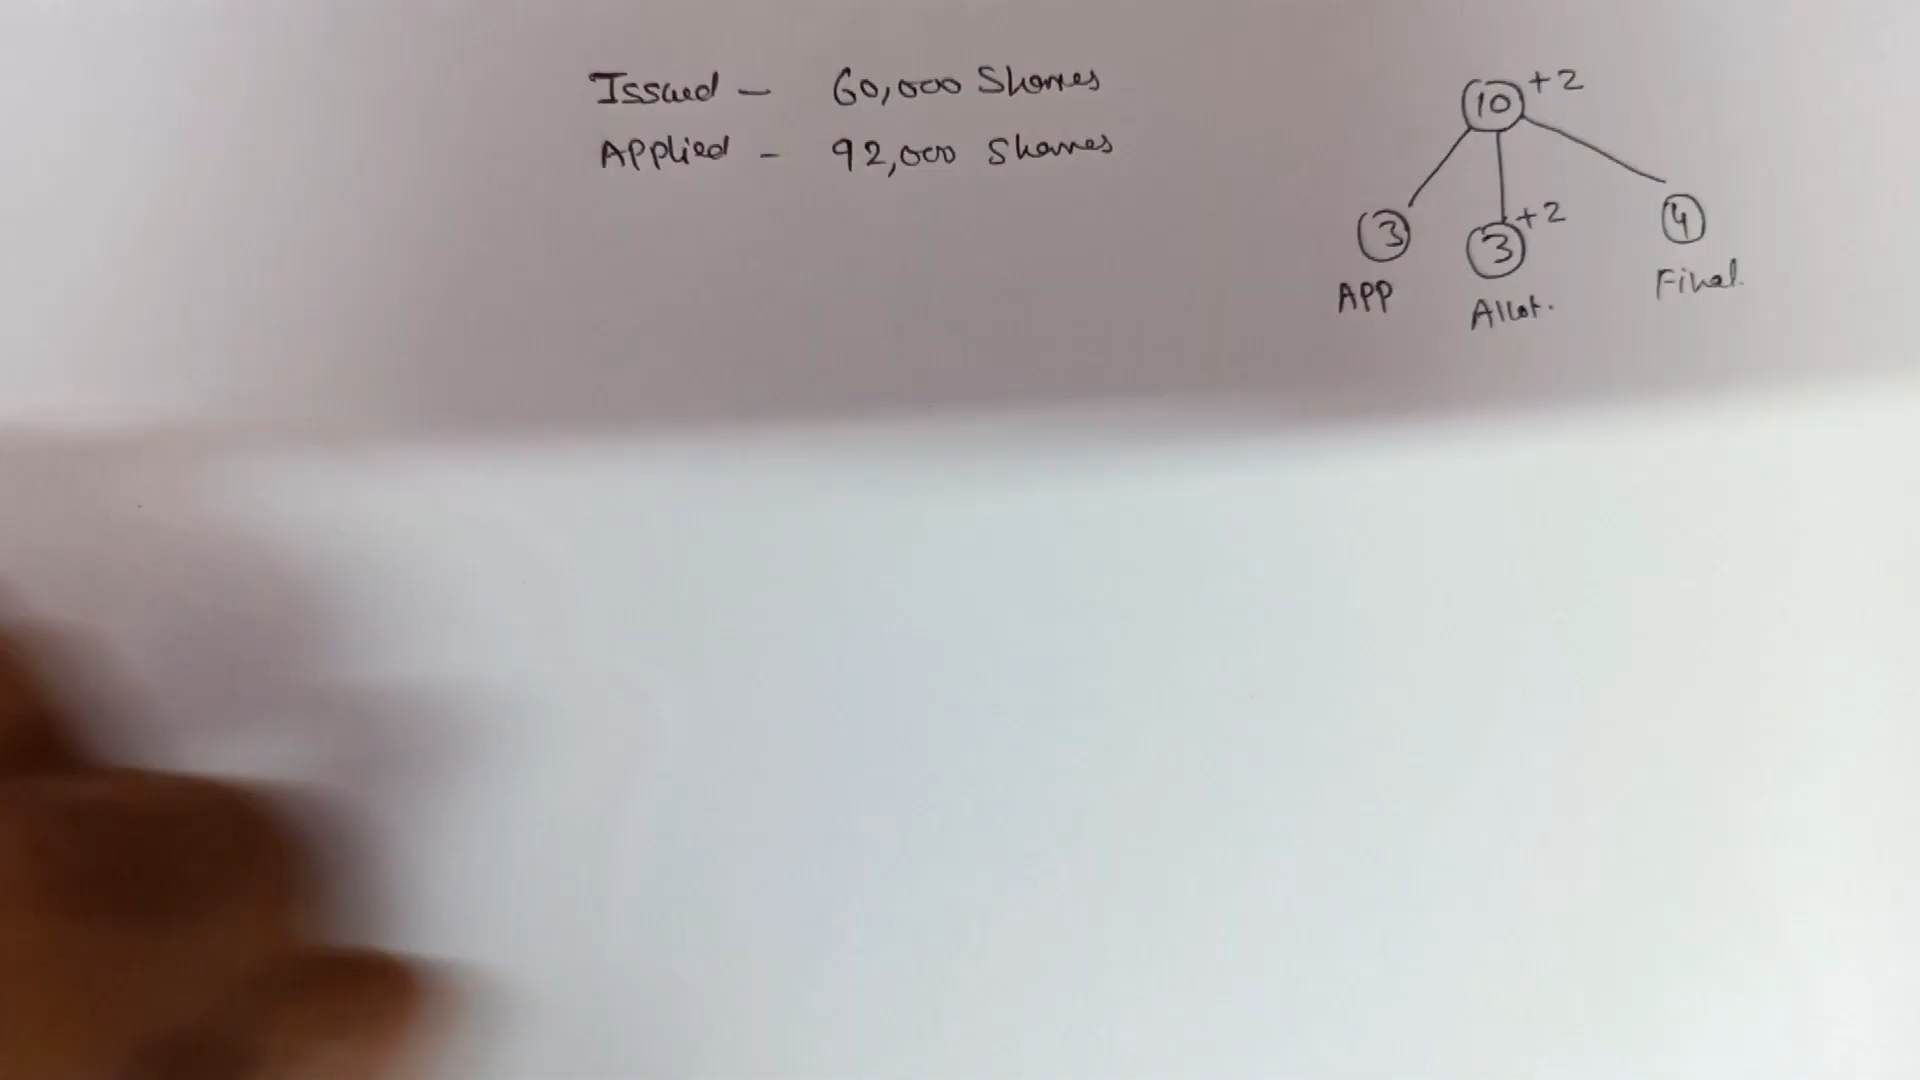 Issued - 60,000 Shares
Applied - 92,000 Shares
10 +2
3
3 +2
4
APP
Allot.
Final.